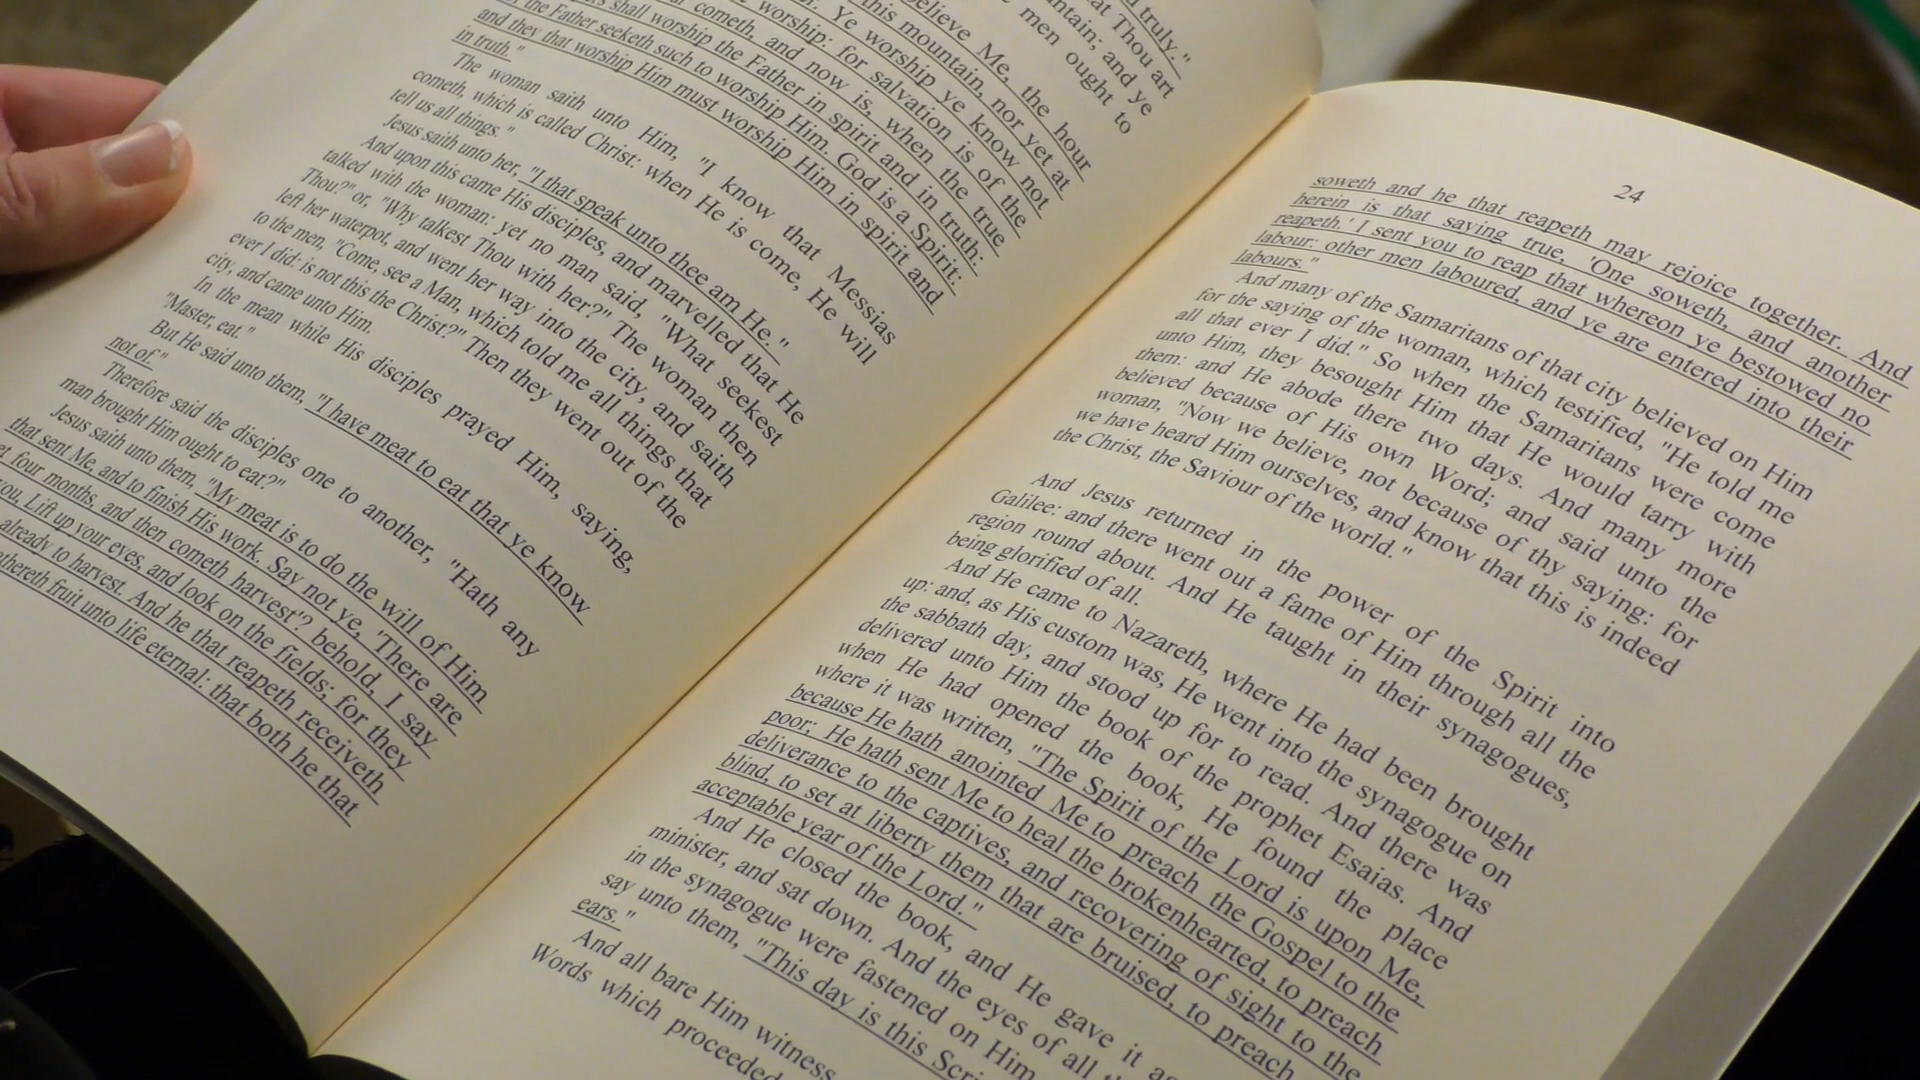 d truly."
at Thou art
ntain; and ye
men ought to
believe Me, the hour
this mountain, nor yet at
Ye worship ye know not
worship: for salvation is of the
cometh, and now is, when the true
shall worship the Father in spirit and in truth:
the Father seeketh such to worship Him. God is a Spirit:
and they that worship Him must worship Him in spirit and
in truth."
The woman saith unto Him, "I know that Messias
cometh, which is called Christ: when He is come, He will
tell us all things."
Jesus saith unto her, "I that speak unto thee am He."
And upon this came His disciples, and marvelled that He
talked with the woman: yet no man said, "What seekest
Thou?" or, "Why talkest Thou with her?" The woman then
left her waterpot, and went her way into the city, and saith
to the men, "Come, see a Man, which told me all things that
ever I did: is not this the Christ?" Then they went out of the
city, and came unto Him.
In the mean while His disciples prayed Him, saying,
"Master, eat."
But He said unto them, "I have meat to eat that ye know
not of."
Therefore said the disciples one to another, "Hath any
man brought Him ought to eat?"
Jesus saith unto them, "My meat is to do the will of Him
that sent Me, and to finish His work. Say not ye, 'There are
four months, and then cometh harvest'? behold, I say
you, Lift up your eyes, and look on the fields; for they
already to harvest. And he that reapeth receiveth
gathereth fruit unto life eternal: that both he that
24
soweth and he that reapeth may rejoice together. And
herein is that saying true, 'One soweth, and another
reapeth.' I sent you to reap that whereon ye bestowed no
labour: other men laboured, and ye are entered into their
labours."
And many of the Samaritans of that city believed on Him
for the saying of the woman, which testified, "He told me
all that ever I did." So when the Samaritans were come
unto Him, they besought Him that He would tarry with
them: and He abode there two days. And many more
believed because of His own Word; and said unto the
woman, "Now we believe, not because of thy saying: for
we have heard Him ourselves, and know that this is indeed
the Christ, the Saviour of the world."
And Jesus returned in the power of the Spirit into
Galilee: and there went out a fame of Him through all the
region round about. And He taught in their synagogues,
being glorified of all.
And He came to Nazareth, where He had been brought
up: and, as His custom was, He went into the synagogue on
the sabbath day, and stood up for to read. And there was
delivered unto Him the book of the prophet Esaias. And
when He had opened the book, He found the place
where it was written, "The Spirit of the Lord is upon Me,
because He hath anointed Me to preach the Gospel to the
poor; He hath sent Me to heal the brokenhearted, to preach
deliverance to the captives, and recovering of sight to the
blind, to set at liberty them that are bruised, to preach
acceptable year of the Lord."
And He closed the book, and He gave it
minister, and sat down. And the eyes of all
in the synagogue were fastened on Him
say unto them, "This day is this Scri
ears."
And all bare Him witness
Words which proceeded